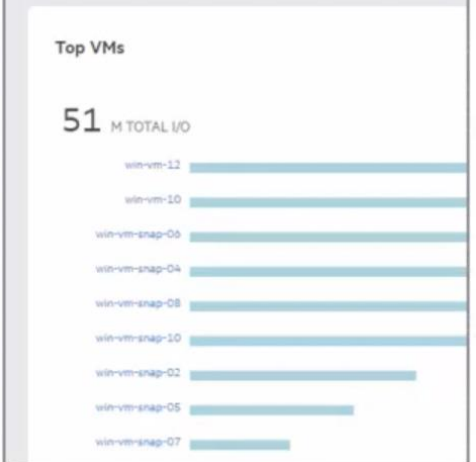 Top VMs
51 M TOTAL I/O
win-vm-12
win-vm-10
win-vm-snap-06
win-vm-snap-04
win-vm-snap-08
win-vm-snap-10
win-vm-snap-02
win-vm-snap-05
win-vm-snap-07